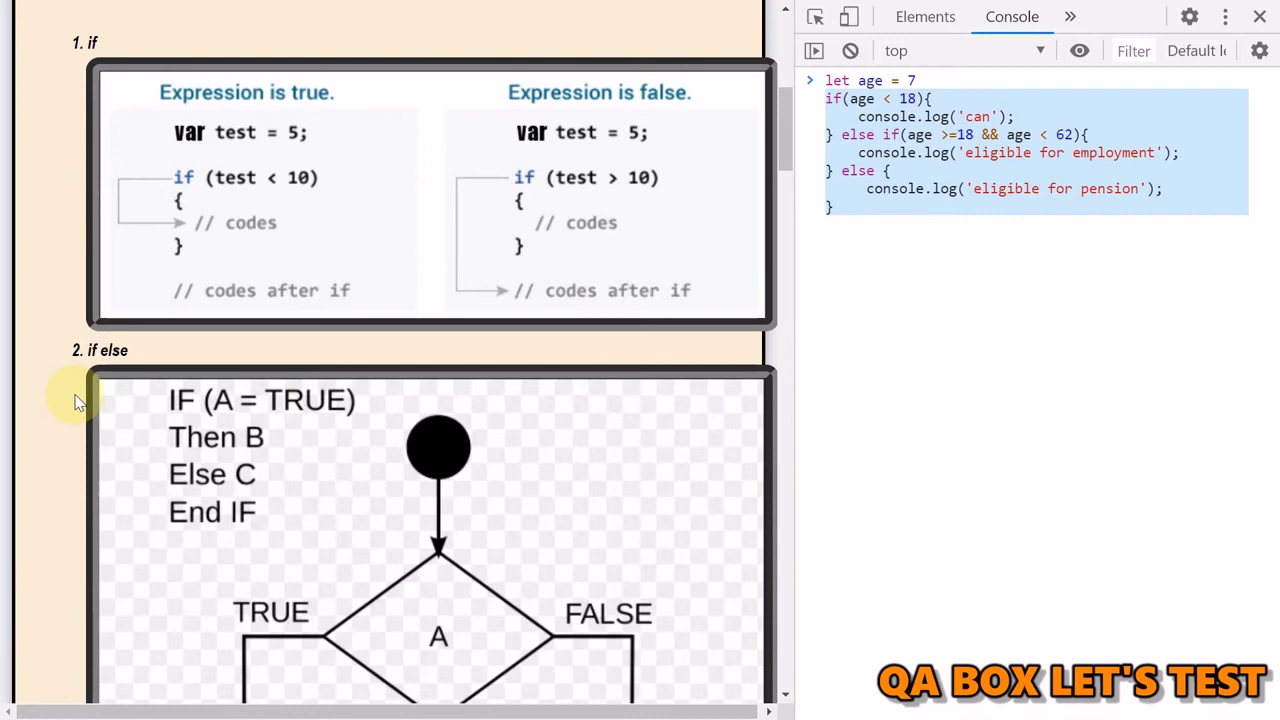 1. if
Expression is true.
var test = 5;
if (test < 10)
{
// codes
}
// codes after if
Expression is false.
var test = 5;
if (test > 10)
{
// codes
}
// codes after if
2. if else
IF (A = TRUE)
Then B
Else C
End IF
TRUE
A
FALSE
Elements
Console
top
Filter
Default le
let age = 7
if(age < 18){
console.log('can');
} else if(age >=18 && age < 62){
console.log('eligible for employment');
} else {
console.log('eligible for pension');
}
QA BOX LET'S TEST